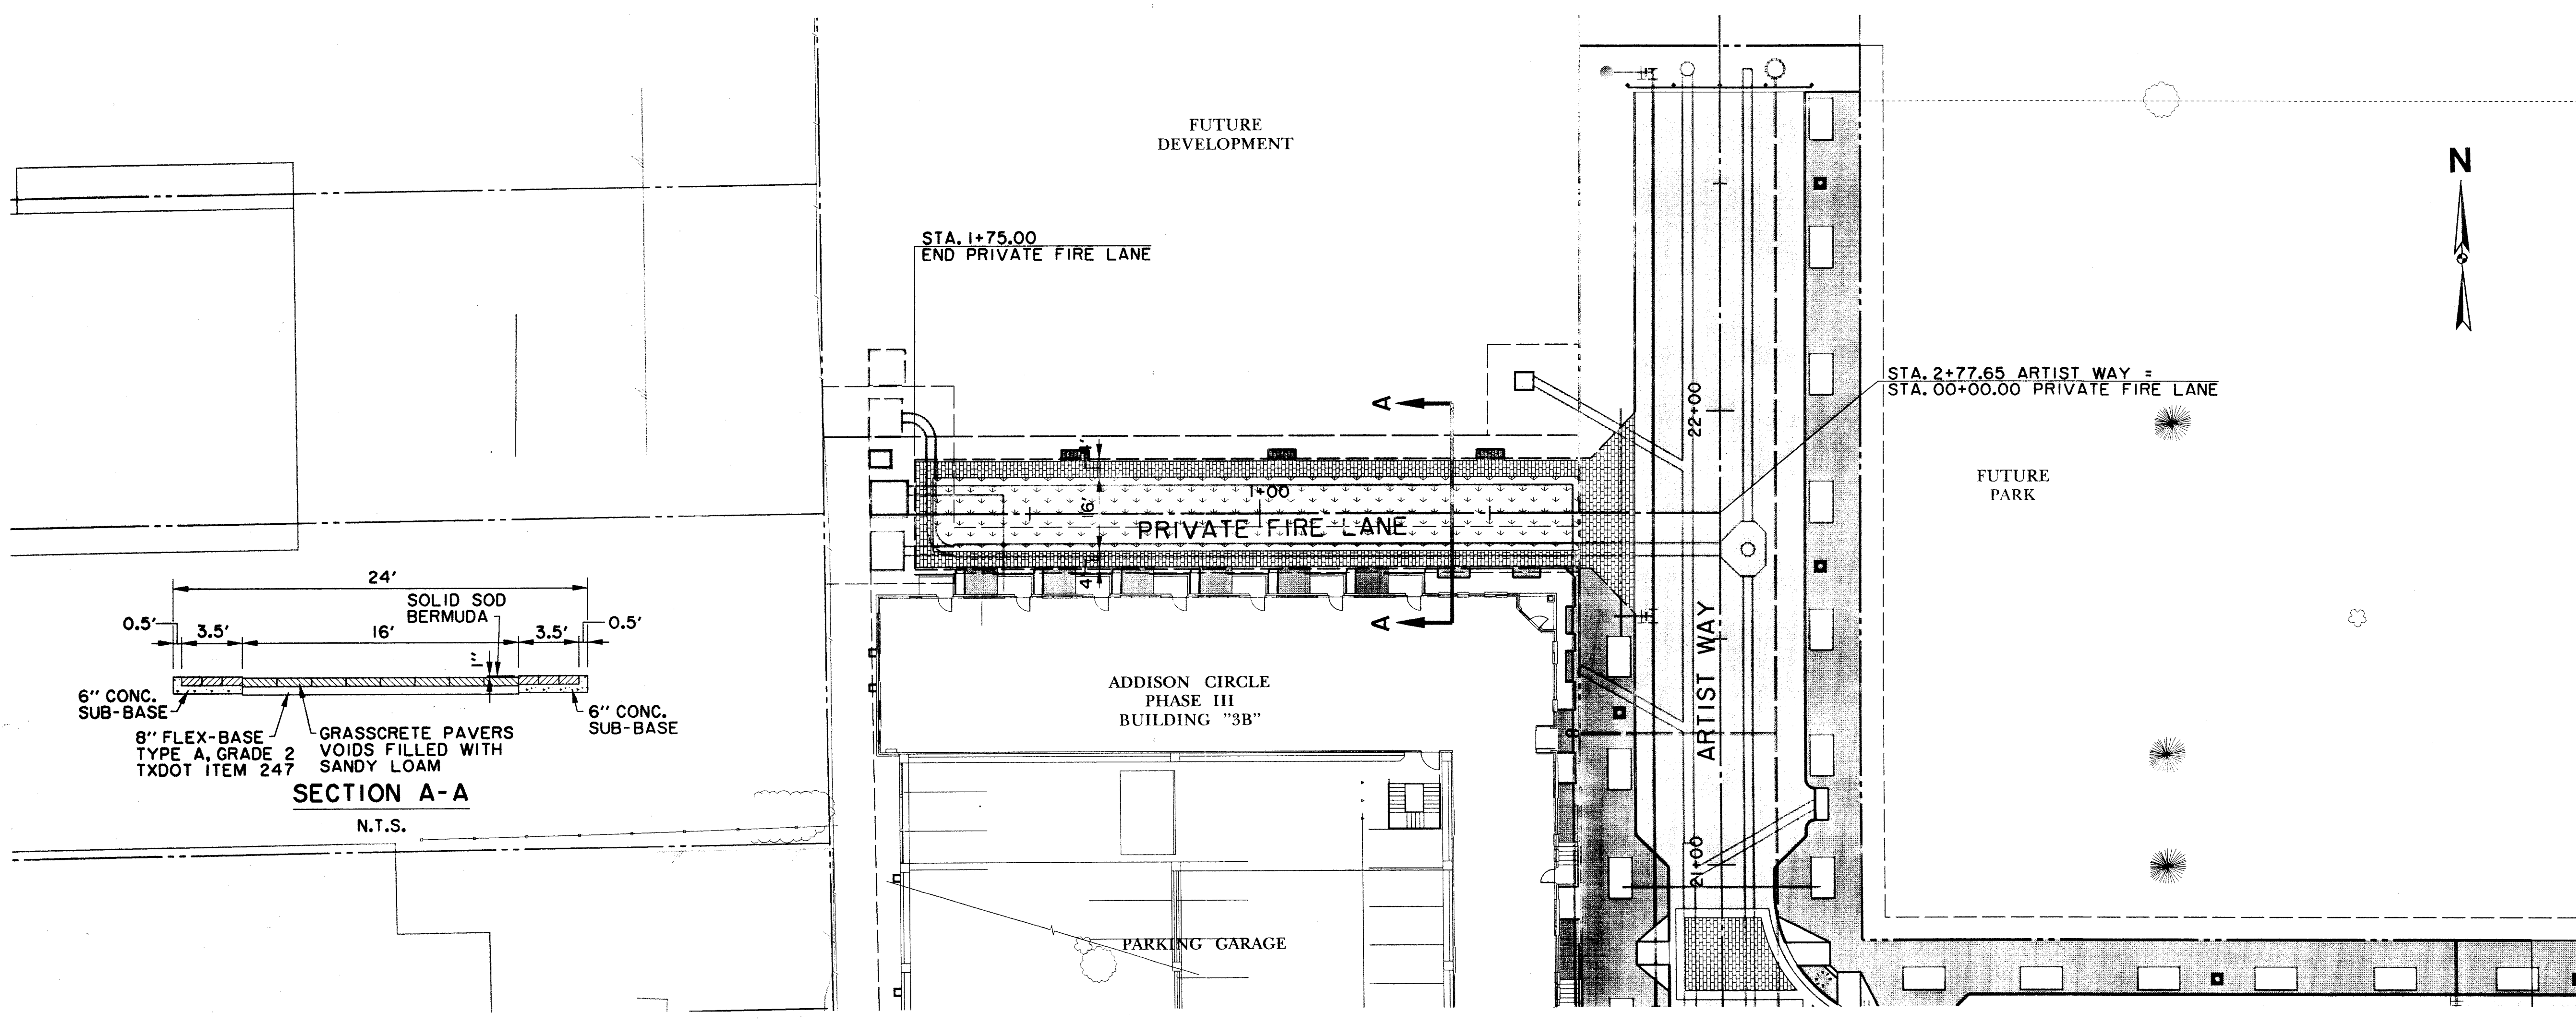 FUTURE
DEVELOPMENT
N
STA. 1+75.00
END PRIVATE FIRE LANE
STA. 2+77.65 ARTIST WAY =
STA. 00+00.00 PRIVATE FIRE LANE
A
22+00
4'
1+00
16'
PRIVATE FIRE LANE
4'
A
FUTURE
PARK
24'
SOLID SOD
BERMUDA
0.5'
3.5'
16'
3.5'
0.5'
1"
6" CONC.
SUB-BASE
8" FLEX-BASE
TYPE A, GRADE 2
TXDOT ITEM 247
GRASSCRETE PAVERS
VOIDS FILLED WITH
SANDY LOAM
6" CONC.
SUB-BASE
SECTION A-A
N.T.S.
ADDISON CIRCLE
PHASE III
BUILDING "3B"
ARTIST WAY
8
21+00
PARKING GARAGE